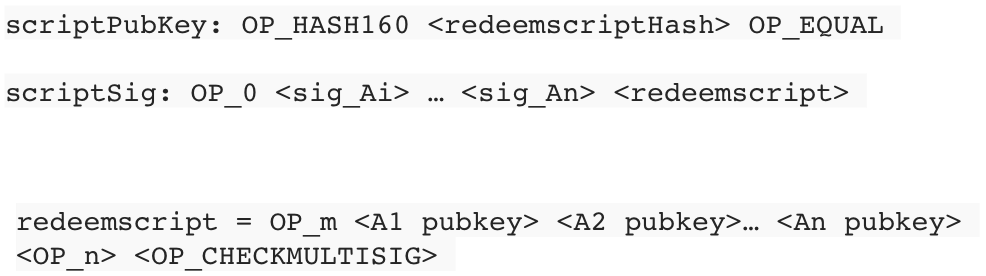 scriptPubKey: OP_HASH160 <redeemscriptHash> OP_EQUAL
scriptSig: OP_0 <sig_Ai> … <sig_An> <redeemscript>
redeemscript = OP_m <A1 pubkey> <A2 pubkey>… <An pubkey>
<OP_n> <OP_CHECKMULTISIG>